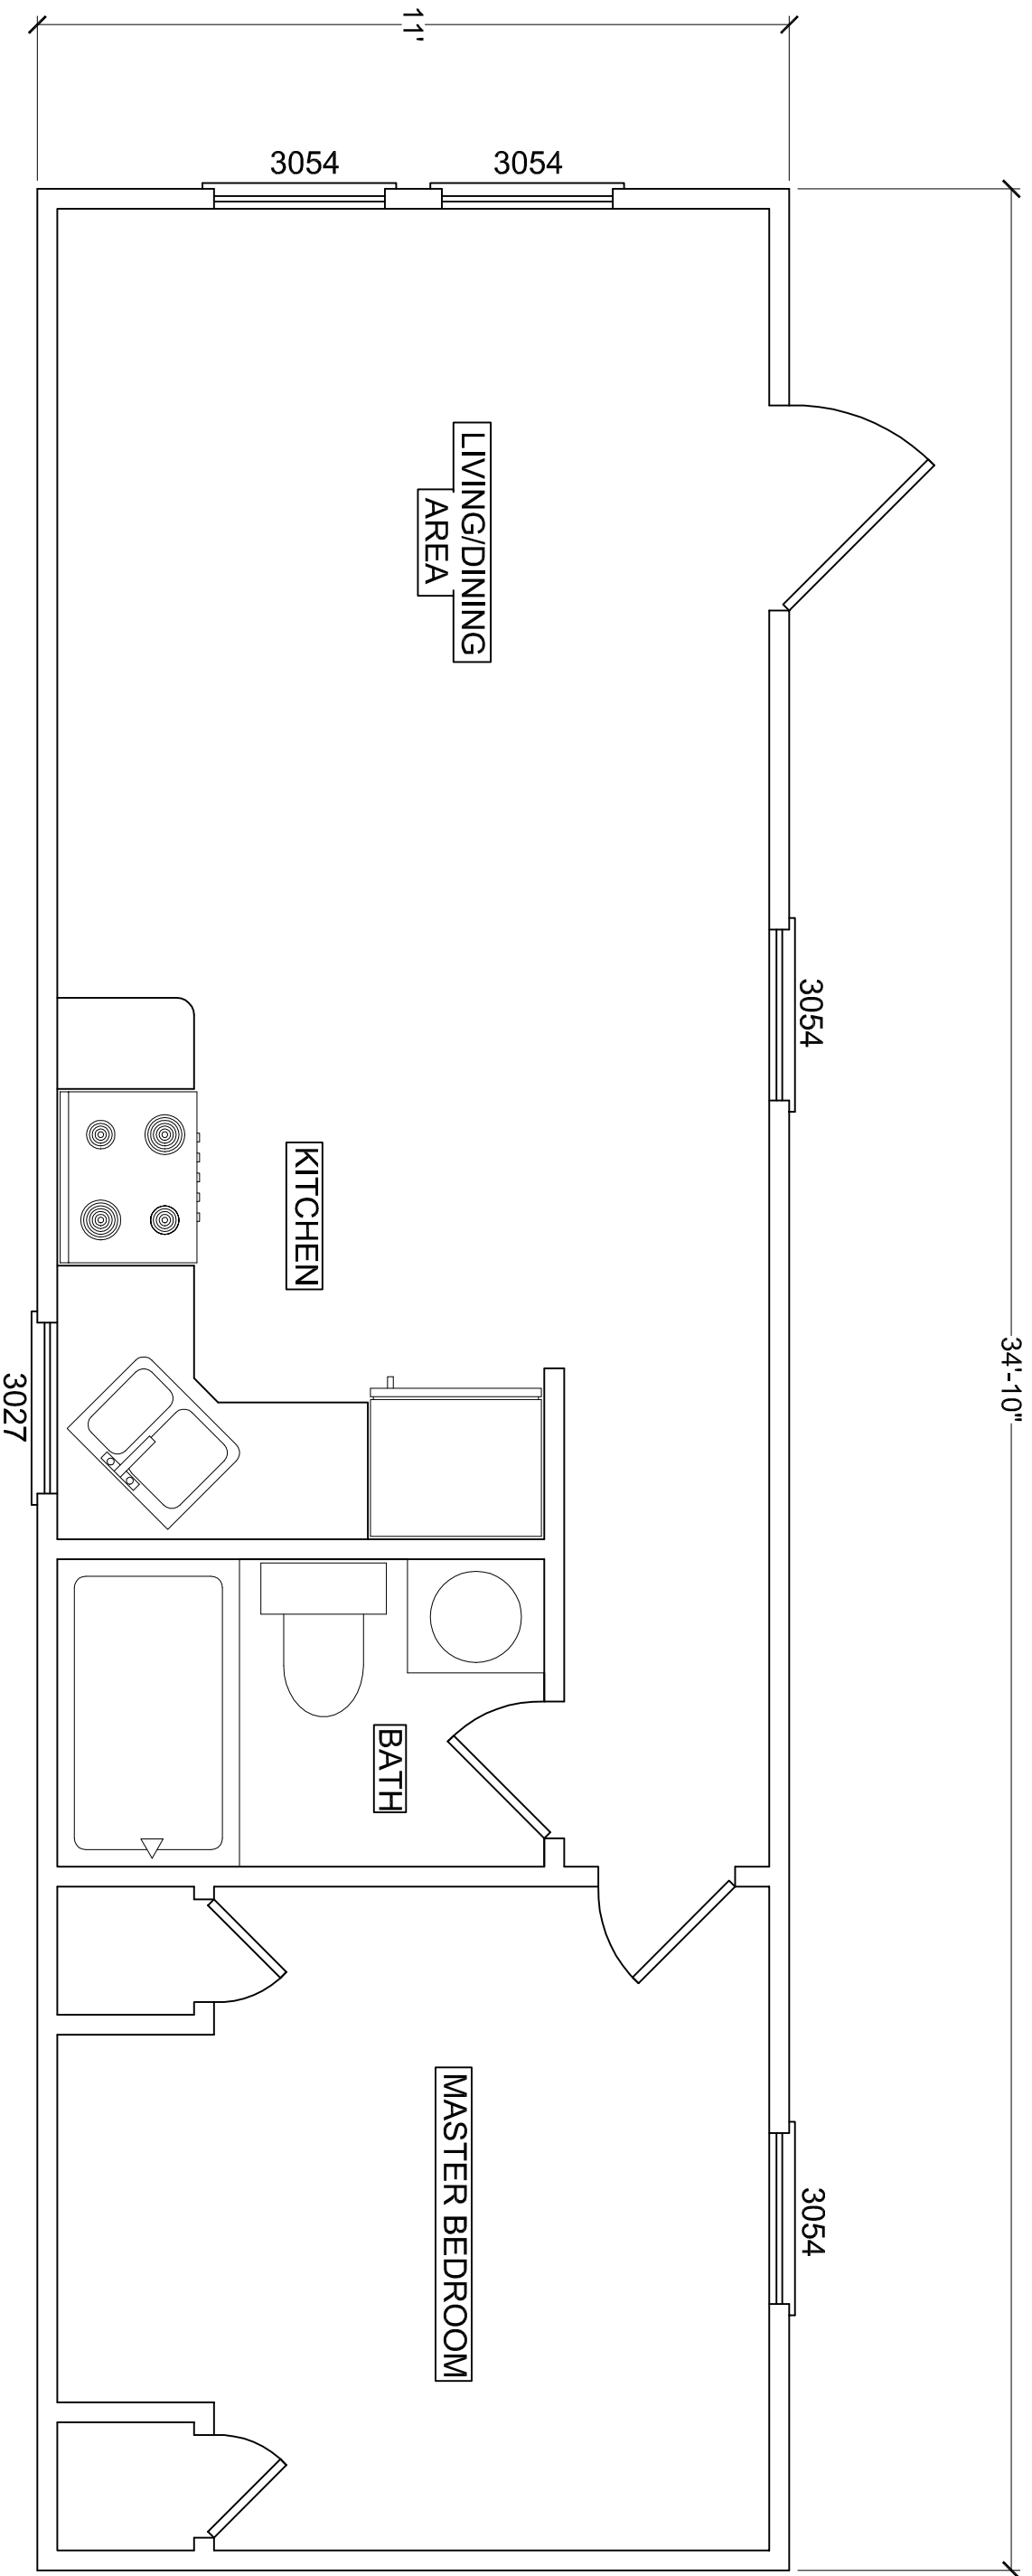 11'
3054
3054
34'-10"
LIVING/DINING
AREA
3054
KITCHEN
3027
BATH
MASTER BEDROOM
3054